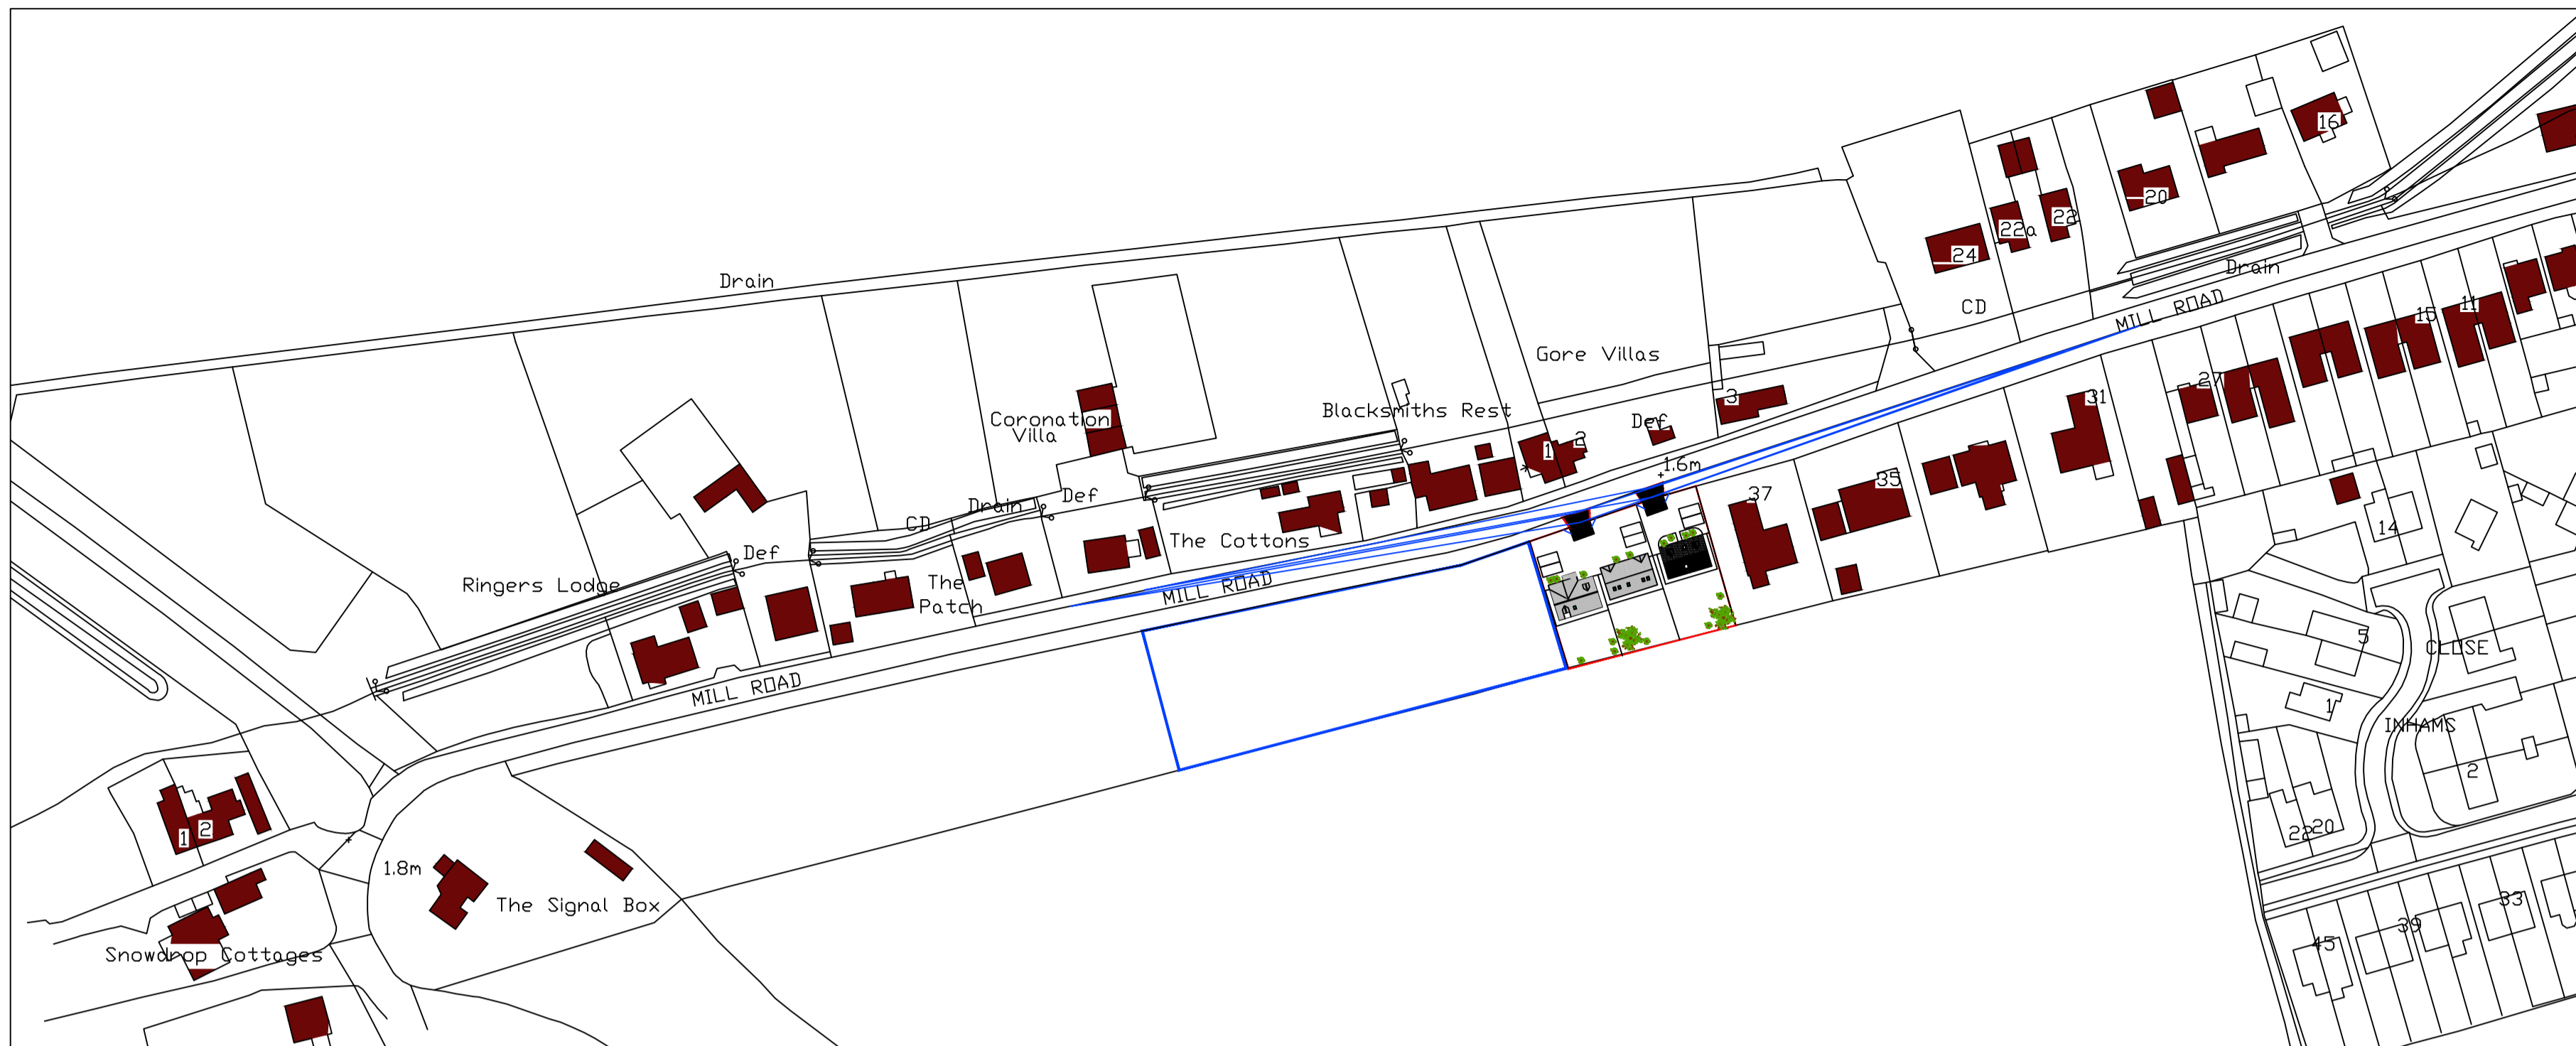 16
20
22
22a
24
Drain
Drain
CD
MILL ROAD
15
11
Gore Villas
27
3
31
Blacksmiths Rest
Coronation
Villa
Def
1
2
1.6m
35
37
Def
Drain
CD
The Cottons
Def
Ringers Lodge
The
Patch
MILL ROAD
MILL ROAD
14
5
CLOSE
1
INHAMS
2
22
20
1
2
1.8m
The Signal Box
Snowdrop Cottages
33
39
45